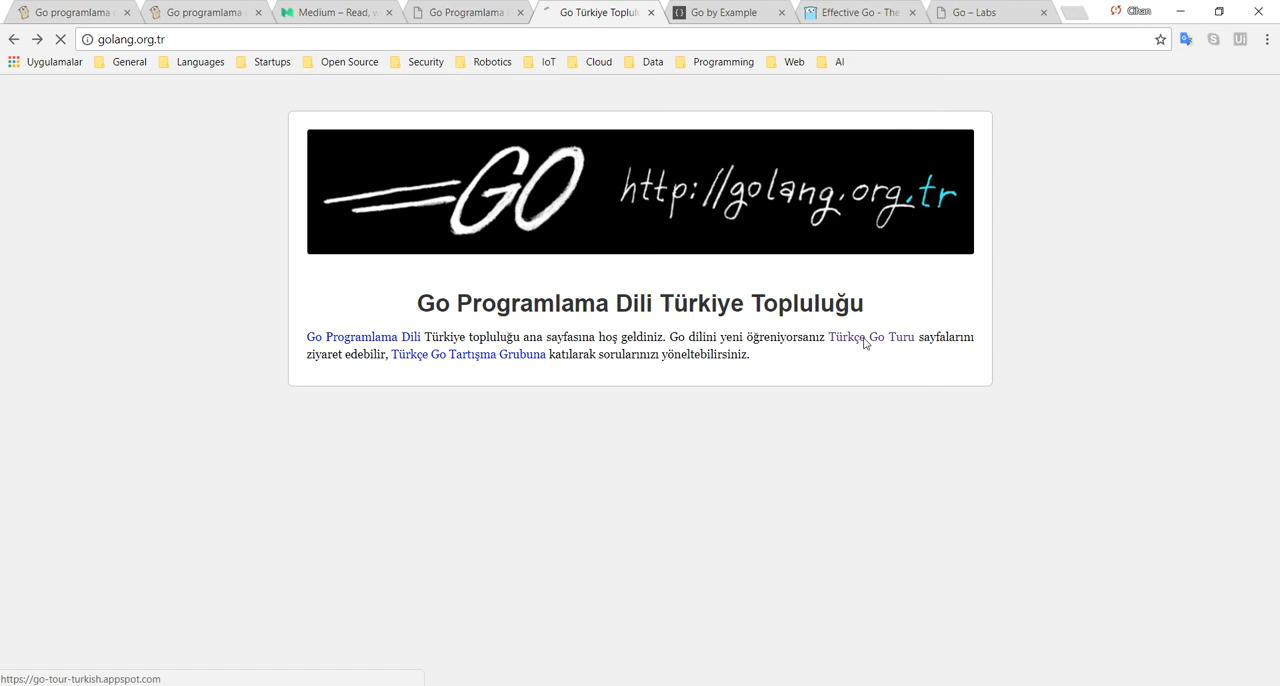 Go programlama
Go programlama
Medium – Read, w
Go Programlama
Go Türkiye Toplulu
Go by Example
Effective Go - The
Go – Labs
Cihan
golang.org.tr
Uygulamalar
General
Languages
Startups
Open Source
Security
Robotics
IoT
Cloud
Data
Programming
Web
AI
GO http://golang.org.tr
Go Programlama Dili Türkiye Topluluğu
Go Programlama Dili Türkiye topluluğu ana sayfasına hoş geldiniz. Go dilini yeni öğreniyorsanız Türkçe Go Turu sayfalarını
ziyaret edebilir, Türkçe Go Tartışma Grubuna katılarak sorularınızı yöneltebilirsiniz.
https://go-tour-turkish.appspot.com